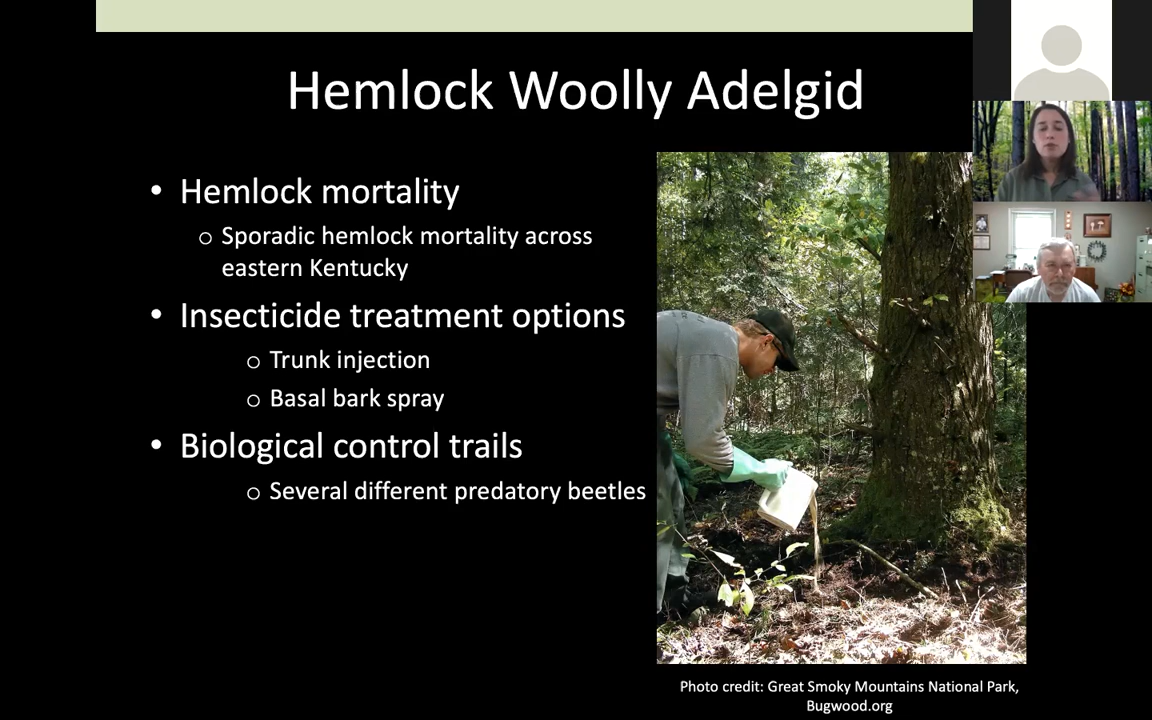 Hemlock Woolly Adelgid
• Hemlock mortality
o Sporadic hemlock mortality across
eastern Kentucky
• Insecticide treatment options
o Trunk injection
o Basal bark spray
• Biological control trails
o Several different predatory beetles
Photo credit: Great Smoky Mountains National Park,
Bugwood.org